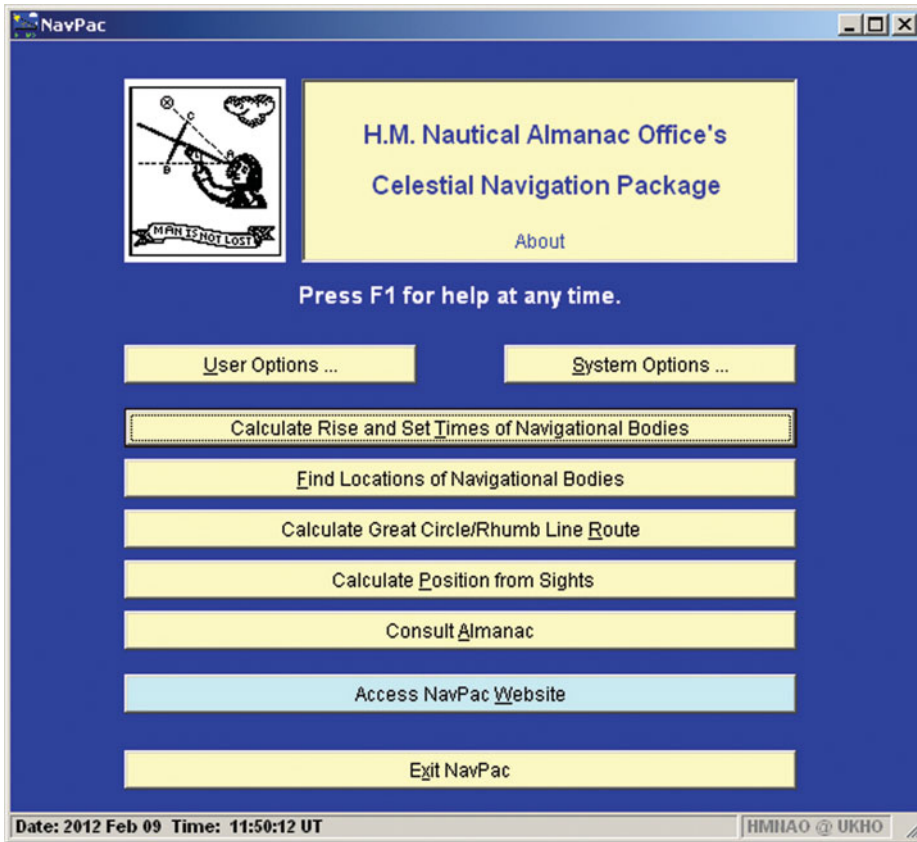 NavPac
H.M. Nautical Almanac Office's
Celestial Navigation Package
About
C
A
B
MAN IS NOT LOST
Press F1 for help at any time.
User Options ...
System Options ...
Calculate Rise and Set Times of Navigational Bodies
Find Locations of Navigational Bodies
Calculate Great Circle/Rhumb Line Route
Calculate Position from Sights
Consult Almanac
Access NavPac Website
Exit NavPac
Date: 2012 Feb 09 Time: 11:50:12 UT
HMNAO @ UKHO